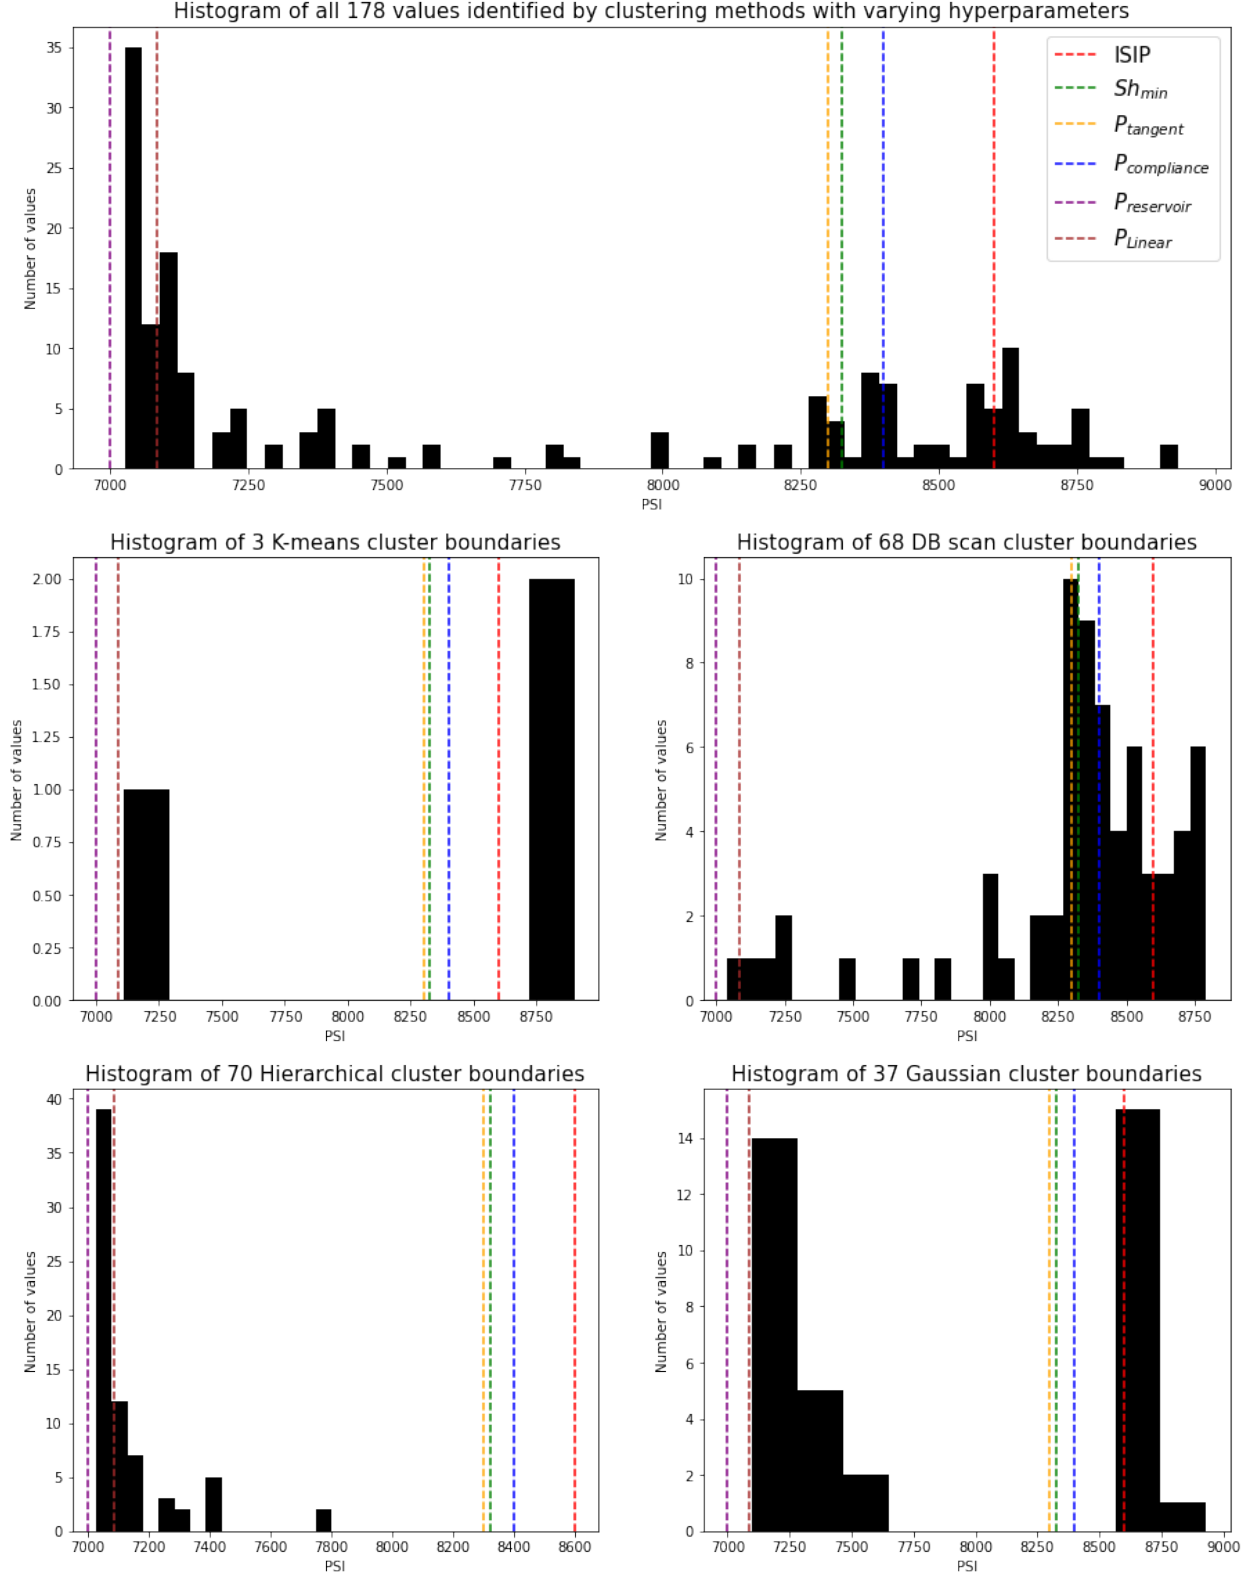 Histogram of all 178 values identified by clustering methods with varying hyperparameters
35
30
25
20
15
10
5
0
Number of values
7000 7250 7500 7750 8000 8250 8500 8750 9000
PSI
ISIP
Sh_min
P_tangent
P_compliance
P_reservoir
P_Linear
Histogram of 3 K-means cluster boundaries
2.00
1.75
1.50
1.25
1.00
0.75
0.50
0.25
0.00
Number of values
7000 7250 7500 7750 8000 8250 8500 8750
PSI
Histogram of 68 DB scan cluster boundaries
10
8
6
4
2
0
Number of values
7000 7250 7500 7750 8000 8250 8500 8750
PSI
Histogram of 70 Hierarchical cluster boundaries
40
35
30
25
20
15
10
5
0
Number of values
7000 7200 7400 7600 7800 8000 8200 8400 8600
PSI
Histogram of 37 Gaussian cluster boundaries
14
12
10
8
6
4
2
0
Number of values
7000 7250 7500 7750 8000 8250 8500 8750 9000
PSI